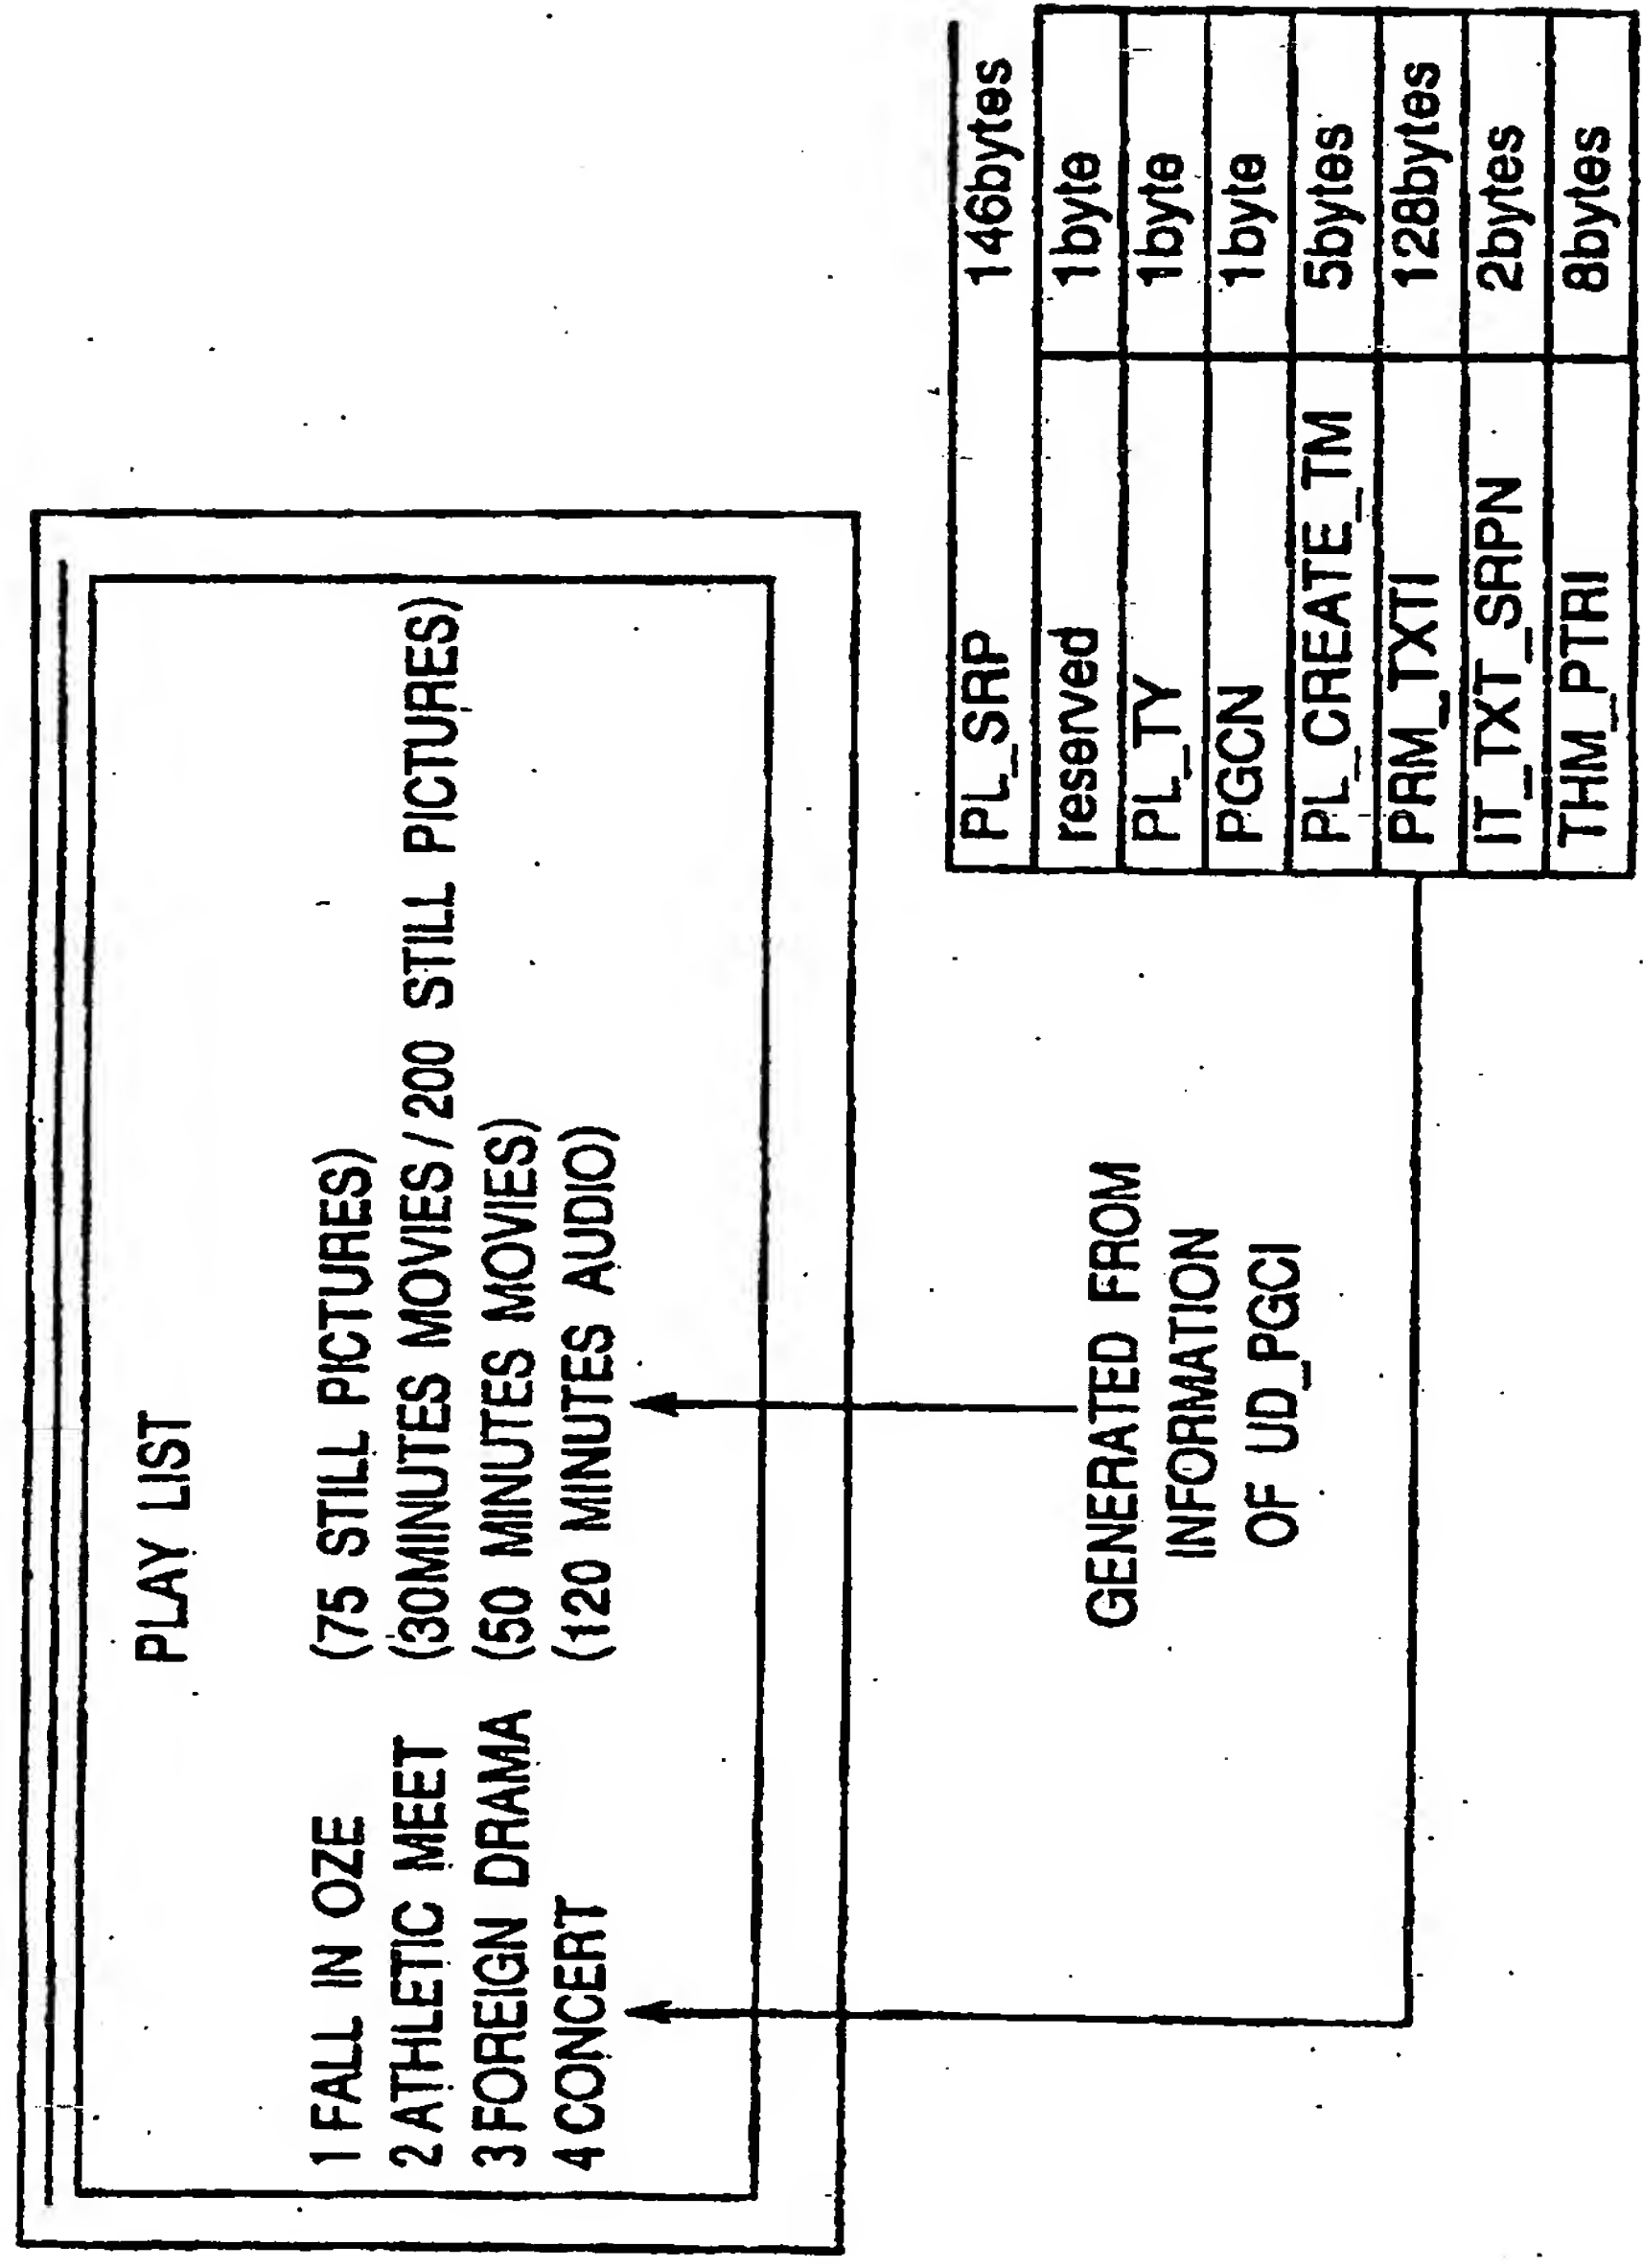 PLAY LIST
1 FALL IN OZE (75 STILL PICTURES)
2 ATHLETIC MEET (30MINUTES MOVIES / 200 STILL PICTURES)
3 FOREIGN DRAMA (50 MINUTES MOVIES)
4 CONCERT (120 MINUTES AUDIO)
GENERATED FROM
INFORMATION
OF UD_PGCI
PL_SRP 146bytes
reserved 1byte
PL_TY 1byte
PGCN 1byte
PL_CREATE_TM 5bytes
PRM_TXTI 128bytes
IT_TXT_SRPN 2bytes
THM_PTRI 8bytes